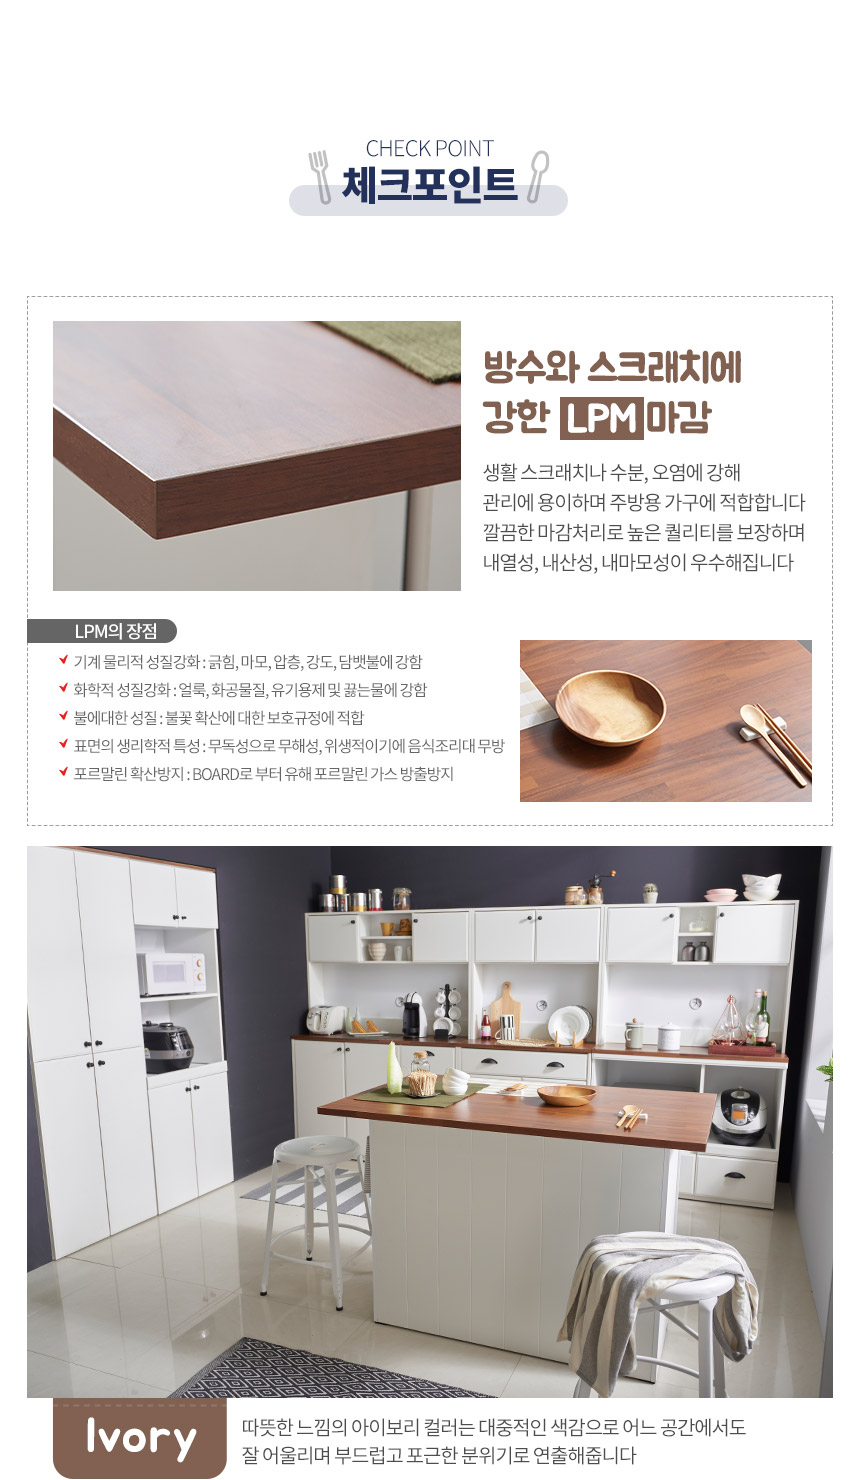 CHECK POINT
체크포인트
방수와 스크래치에
강한 LPM 마감
생활 스크래치나 수분, 오염에 강해
관리에 용이하며 주방용 가구에 적합합니다
깔끔한 마감처리로 높은 퀄리티를 보장하며
내열성, 내산성, 내마모성이 우수해집니다
LPM의 장점
기계 물리적 성질강화 : 긁힘, 마모, 압층, 강도, 담뱃불에 강함
화학적 성질강화 : 얼룩, 화공물질, 유기용제 및 끓는물에 강함
불에대한 성질 : 불꽃 확산에 대한 보호규정에 적합
표면의 생리학적 특성 : 무독성으로 무해성, 위생적이기에 음식조리대 무방
포르말린 확산방지 : BOARD로 부터 유해 포르말린 가스 방출방지
Ivory
따뜻한 느낌의 아이보리 컬러는 대중적인 색감으로 어느 공간에서도
잘 어울리며 부드럽고 포근한 분위기로 연출해줍니다